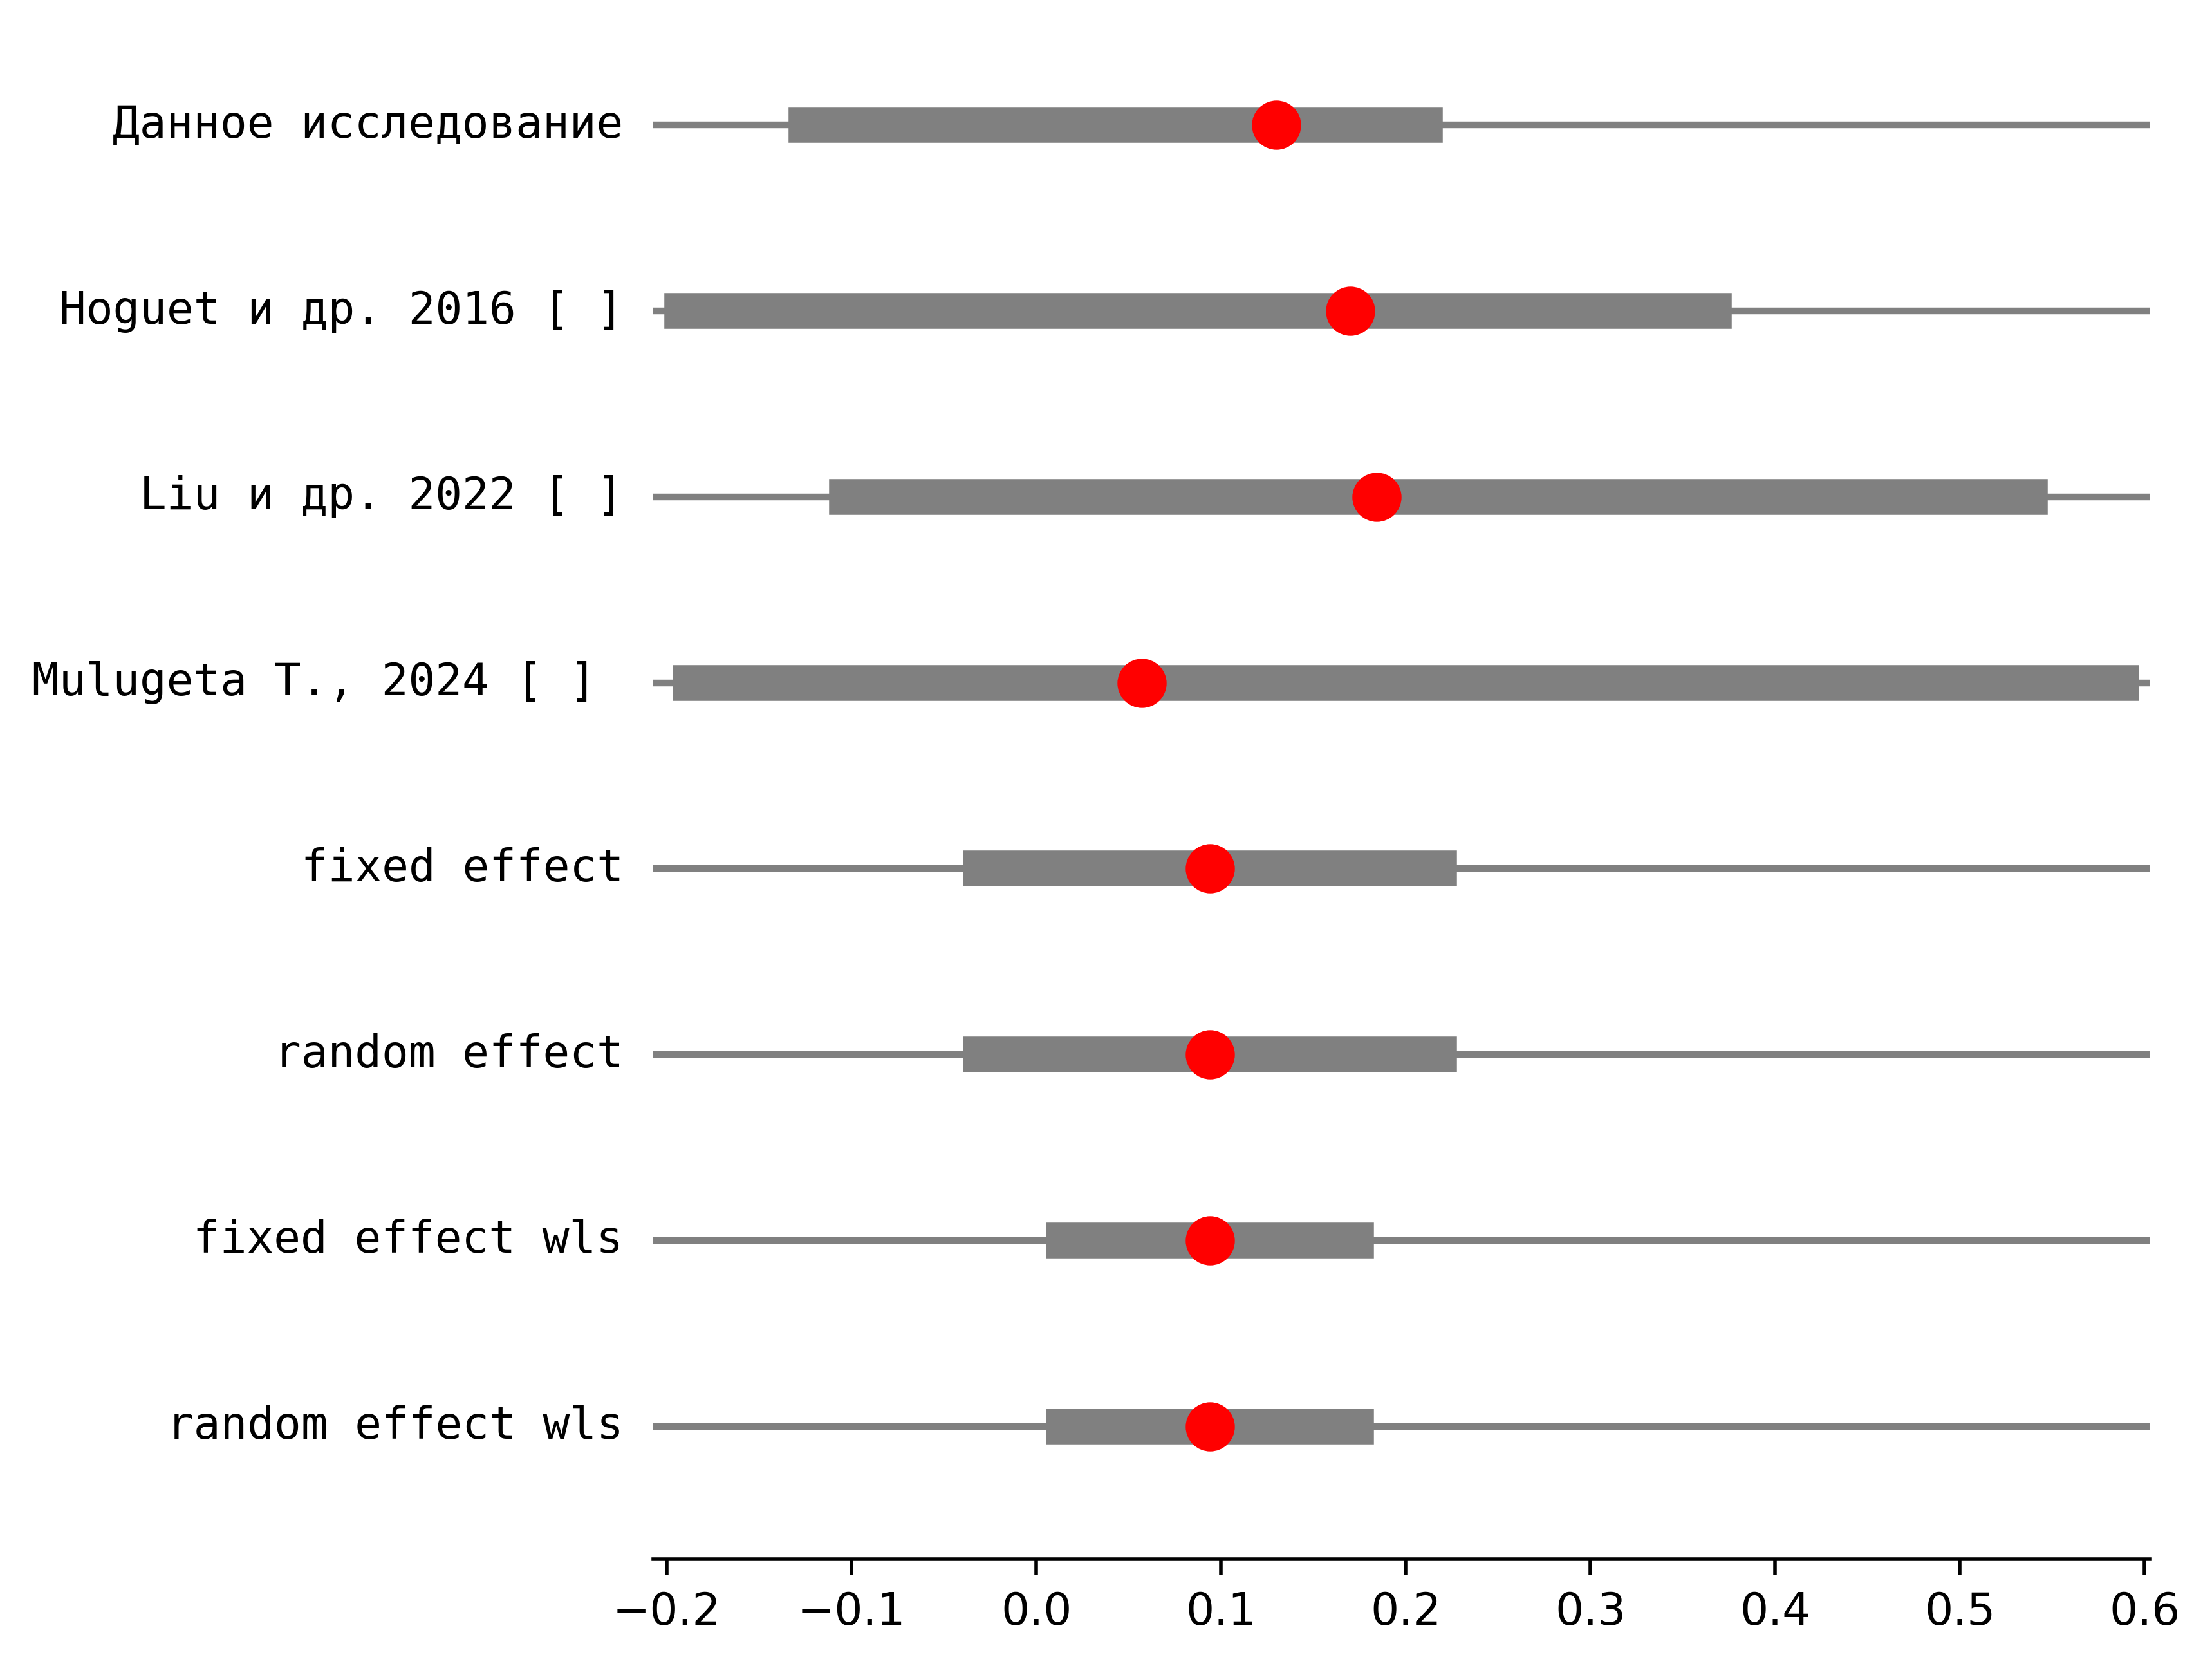 Данное исследование
Hoguet и др. 2016 [ ]
Liu и др. 2022 [ ]
Mulugeta T., 2024 [ ]
fixed effect
random effect
fixed effect wls
random effect wls
−0.2 −0.1 0.0 0.1 0.2 0.3 0.4 0.5 0.6